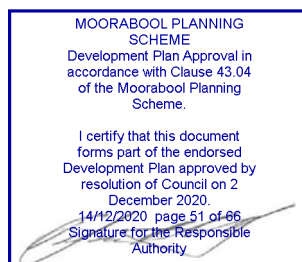 MOORABOOL PLANNING
SCHEME
Development Plan Approval in
accordance with Clause 43.04
of the Moorabool Planning
Scheme.
I certify that this document
forms part of the endorsed
Development Plan approved by
resolution of Council on 2
December 2020.
14/12/2020 page 51 of 66
Signature for the Responsible
Authority